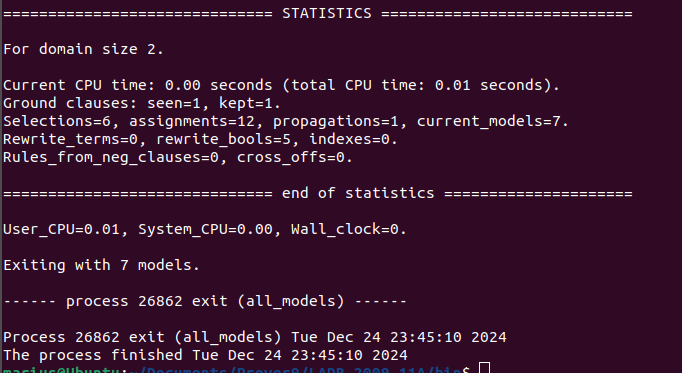 ============================== STATISTICS ============================
For domain size 2.
Current CPU time: 0.00 seconds (total CPU time: 0.01 seconds).
Ground clauses: seen=1, kept=1.
Selections=6, assignments=12, propagations=1, current_models=7.
Rewrite_terms=0, rewrite_bools=5, indexes=0.
Rules_from_neg_clauses=0, cross_offs=0.
============================== end of statistics =====================
User_CPU=0.01, System_CPU=0.00, Wall_clock=0.
Exiting with 7 models.
------ process 26862 exit (all_models) ------
Process 26862 exit (all_models) Tue Dec 24 23:45:10 2024
The process finished Tue Dec 24 23:45:10 2024
marius@Ubuntu:~/Documents/Prover9/LADR-2009-11A/bin$